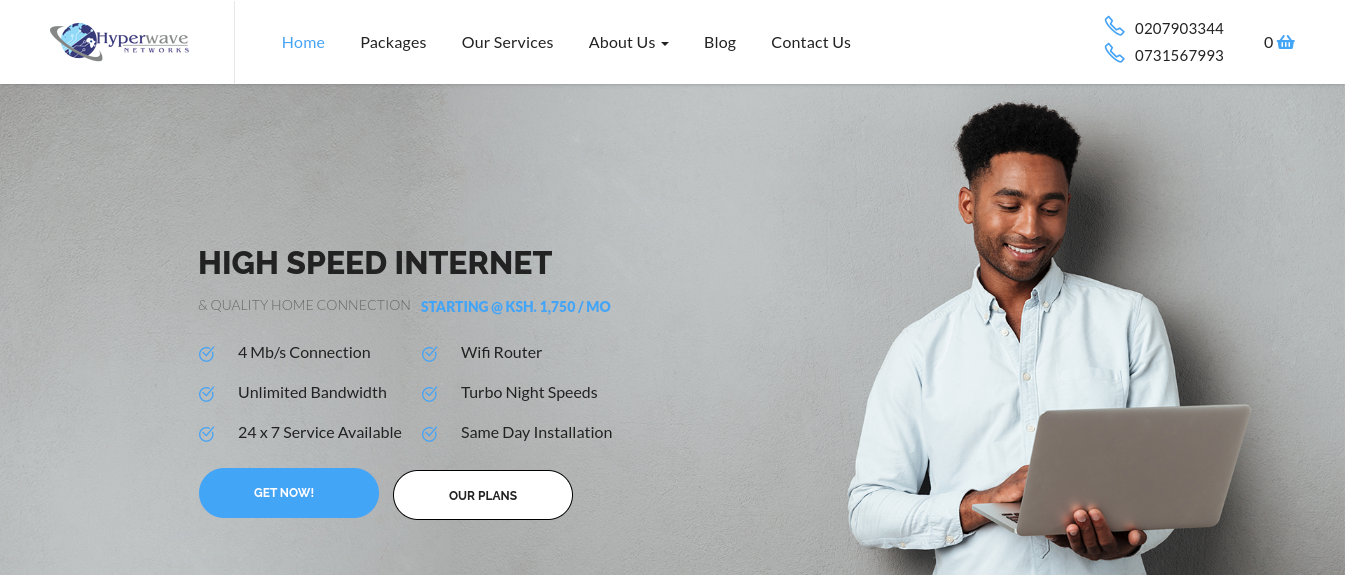 Hyperwave
NETWORKS
Home
Packages
Our Services
About Us
Blog
Contact Us
0207903344
0731567993
0
HIGH SPEED INTERNET
& QUALITY HOME CONNECTION STARTING @ KSH. 1,750 / MO
4 Mb/s Connection
Wifi Router
Unlimited Bandwidth
Turbo Night Speeds
24 x 7 Service Available
Same Day Installation
GET NOW!
OUR PLANS